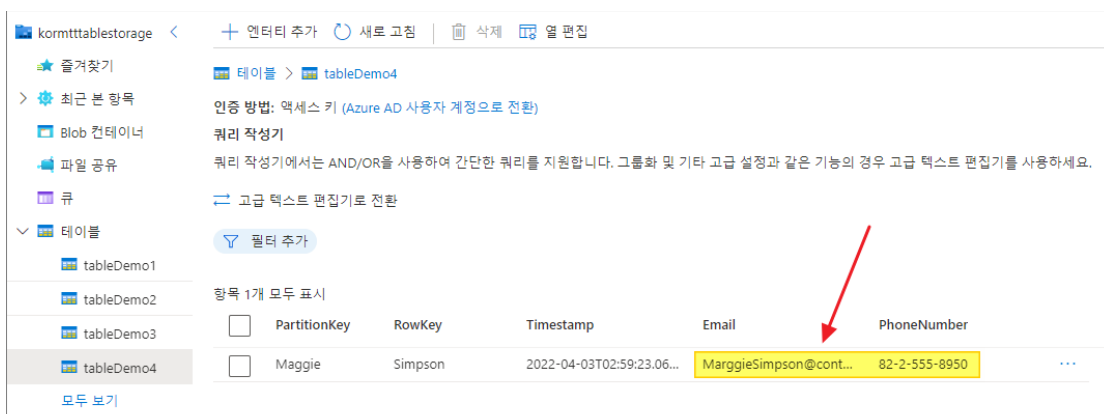 kormtttablestorage
즐겨찾기
최근 본 항목
Blob 컨테이너
파일 공유
큐
테이블
tableDemo1
tableDemo2
tableDemo3
tableDemo4
모두 보기
엔터티 추가 새로 고침 삭제 열 편집
테이블 > tableDemo4
인증 방법: 액세스 키 (Azure AD 사용자 계정으로 전환)
쿼리 작성기
쿼리 작성기에서는 AND/OR을 사용하여 간단한 쿼리를 지원합니다. 그룹화 및 기타 고급 설정과 같은 기능의 경우 고급 텍스트 편집기를 사용하세요.
고급 텍스트 편집기로 전환
필터 추가
항목 1개 모두 표시
PartitionKey RowKey Timestamp Email PhoneNumber
Maggie Simpson 2022-04-03T02:59:23.06... MarggieSimpson@cont... 82-2-555-8950 ...